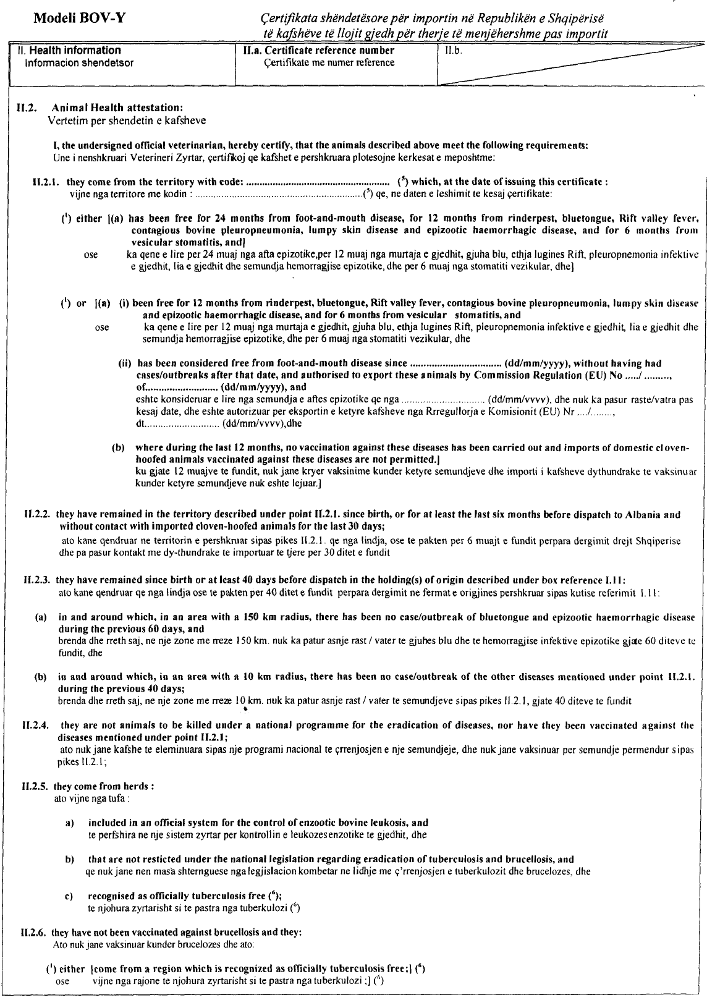 Modeli BOV-Y
Çertifikata shëndetësore për importin në Republikën e Shqipërisë
të kafshëve të llojit gjedh për therje të menjëhershme pas importit
II. Health information
Informacion shendetsor
II.a. Certificate reference number
Çertifikate me numer reference
II.b.
II.2. Animal Health attestation:
Vertetim per shendetin e kafsheve
I, the undersigned official veterinarian, hereby certify, that the animals described above meet the following requirements:
Une i nenshkruari Veterineri Zyrtar, çertifikoj qe kafshet e pershkruara plotesojne kerkesat e meposhtme:
II.2.1. they come from the territory with code: ..................................................... (⁵) which, at the date of issuing this certificate :
vijne nga territore me kodin : ..............................................................(⁵) qe, ne daten e leshimit te kesaj çertifikate:
(¹) either [(a) has been free for 24 months from foot-and-mouth disease, for 12 months from rinderpest, bluetongue, Rift valley fever,
contagious bovine pleuropneumonia, lumpy skin disease and epizootic haemorrhagic disease, and for 6 months from
vesicular stomatitis, and]
ose ka qene e lire per 24 muaj nga afta epizotike,per 12 muaj nga murtaja e gjedhit, gjuha blu, ethja lugines Rift, pleuropnemonia infektive
e gjedhit, lia e gjedhit dhe semundja hemorragjise epizotike, dhe per 6 muaj nga stomatiti vezikular, dhe]
(¹) or [(a) (i) been free for 12 months from rinderpest, bluetongue, Rift valley fever, contagious bovine pleuropneumonia, lumpy skin disease
and epizootic haemorrhagic disease, and for 6 months from vesicular stomatitis, and
ose ka qene e lire per 12 muaj nga murtaja e gjedhit, gjuha blu, ethja lugines Rift, pleuropnemonia infektive e gjedhit, lia e gjedhit dhe
semundja hemorragjise epizotike, dhe per 6 muaj nga stomatiti vezikular, dhe
(ii) has been considered free from foot-and-mouth disease since .................................. (dd/mm/yyyy), without having had
cases/outbreaks after that date, and authorised to export these animals by Commission Regulation (EU) No ...../ .........,
of........................... (dd/mm/yyyy), and
eshte konsideruar e lire nga semundja e aftes epizotike qe nga ............................... (dd/mm/vvvv), dhe nuk ka pasur raste/vatra pas
kesaj date, dhe eshte autorizuar per eksportin e ketyre kafsheve nga Rregullorja e Komisionit (EU) Nr ..../........,
dt............................ (dd/mm/vvvv),dhe
(b) where during the last 12 months, no vaccination against these diseases has been carried out and imports of domestic cloven-
hoofed animals vaccinated against these diseases are not permitted.]
ku gjate 12 muajve te fundit, nuk jane kryer vaksinime kunder ketyre semundjeve dhe importi i kafsheve dythundrake te vaksinuar
kunder ketyre semundjeve nuk eshte lejuar.]
II.2.2. they have remained in the territory described under point II.2.1. since birth, or for at least the last six months before dispatch to Albania and
without contact with imported cloven-hoofed animals for the last 30 days;
ato kane qendruar ne territorin e pershkruar sipas pikes II.2.1. qe nga lindja, ose te pakten per 6 muajt e fundit perpara dergimit drejt Shqiperise
dhe pa pasur kontakt me dy-thundrake te importuar te tjere per 30 ditet e fundit
II.2.3. they have remained since birth or at least 40 days before dispatch in the holding(s) of origin described under box reference I.11:
ato kane qendruar qe nga lindja ose te pakten per 40 ditet e fundit perpara dergimit ne fermat e origjines pershkruar sipas kutise referimit I.11:
(a) in and around which, in an area with a 150 km radius, there has been no case/outbreak of bluetongue and epizootic haemorrhagic disease
during the previous 60 days, and
brenda dhe rreth saj, ne nje zone me rreze 150 km. nuk ka patur asnje rast / vater te gjuhes blu dhe te hemorragjise infektive epizotike gjate 60 diteve te
fundit, dhe
(b) in and around which, in an area with a 10 km radius, there has been no case/outbreak of the other diseases mentioned under point II.2.1.
during the previous 40 days;
brenda dhe rreth saj, ne nje zone me rreze 10 km. nuk ka patur asnje rast / vater te semundjeve sipas pikes II.2.1, gjate 40 diteve te fundit
II.2.4. they are not animals to be killed under a national programme for the eradication of diseases, nor have they been vaccinated against the
diseases mentioned under point II.2.1;
ato nuk jane kafshe te eleminuara sipas nje programi nacional te çrrenjosjen e nje semundjeje, dhe nuk jane vaksinuar per semundje permendur sipas
pikes II.2.1;
II.2.5. they come from herds :
ato vijne nga tufa :
a) included in an official system for the control of enzootic bovine leukosis, and
te perfshira ne nje sistem zyrtar per kontrollin e leukozes enzotike te gjedhit, dhe
b) that are not resticted under the national legislation regarding eradication of tuberculosis and brucellosis, and
qe nuk jane nen masa shternguese nga legjislacion kombetar ne lidhje me ç'rrenjosjen e tuberkulozit dhe brucelozes, dhe
c) recognised as officially tuberculosis free (⁶);
te njohura zyrtarisht si te pastra nga tuberkulozi (⁶)
II.2.6. they have not been vaccinated against brucellosis and they:
Ato nuk jane vaksinuar kunder brucelozes dhe ato:
(¹) either [come from a region which is recognized as officially tuberculosis free;] (⁶)
ose vijne nga rajone te njohura zyrtarisht si te pastra nga tuberkulozi ;] (⁶)